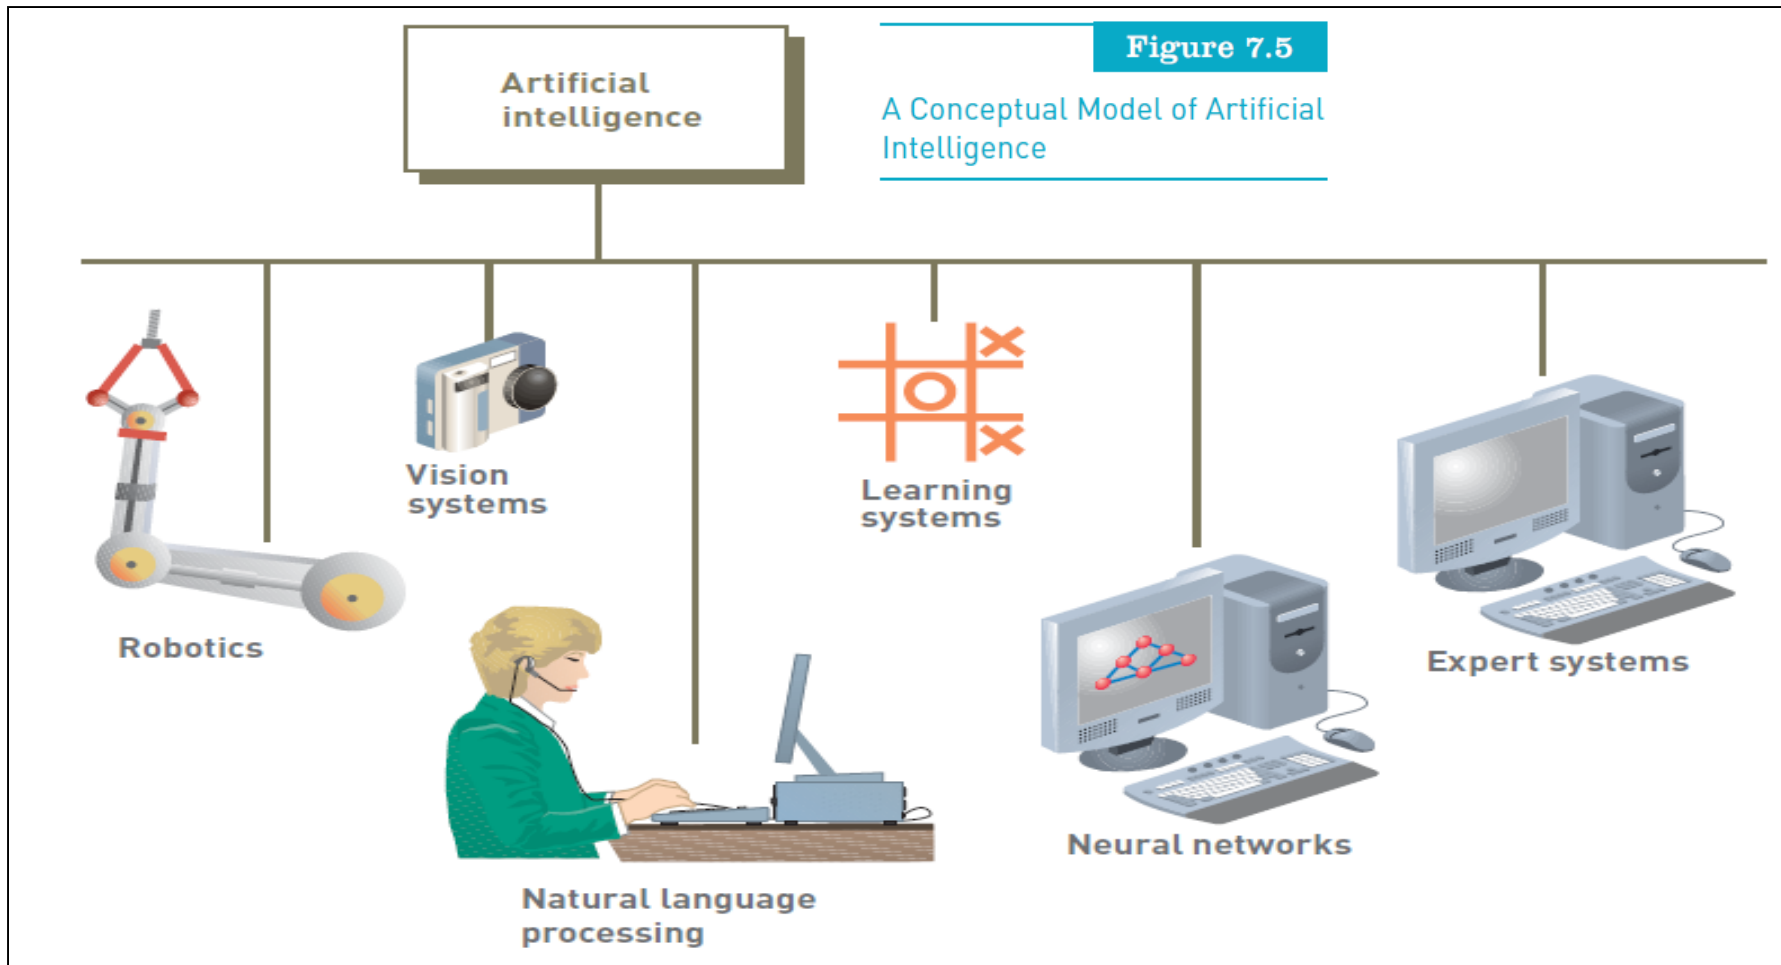 Artificial
intelligence
Figure 7.5
A Conceptual Model of Artificial
Intelligence
Vision
systems
Learning
systems
Robotics
Expert systems
Neural networks
Natural language
processing